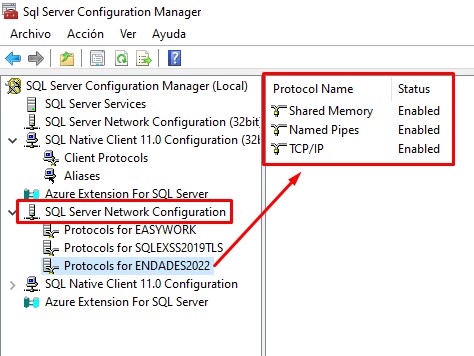 Sql Server Configuration Manager
Archivo Acción Ver Ayuda
SQL Server Configuration Manager (Local)
SQL Server Services
SQL Server Network Configuration (32bit)
SQL Native Client 11.0 Configuration (32bi
Client Protocols
Aliases
Azure Extension For SQL Server
SQL Server Network Configuration
Protocols for EASYWORK
Protocols for SQLEXSS2019TLS
Protocols for ENDADES2022
SQL Native Client 11.0 Configuration
Azure Extension For SQL Server
Protocol Name Status
Shared Memory Enabled
Named Pipes Enabled
TCP/IP Enabled